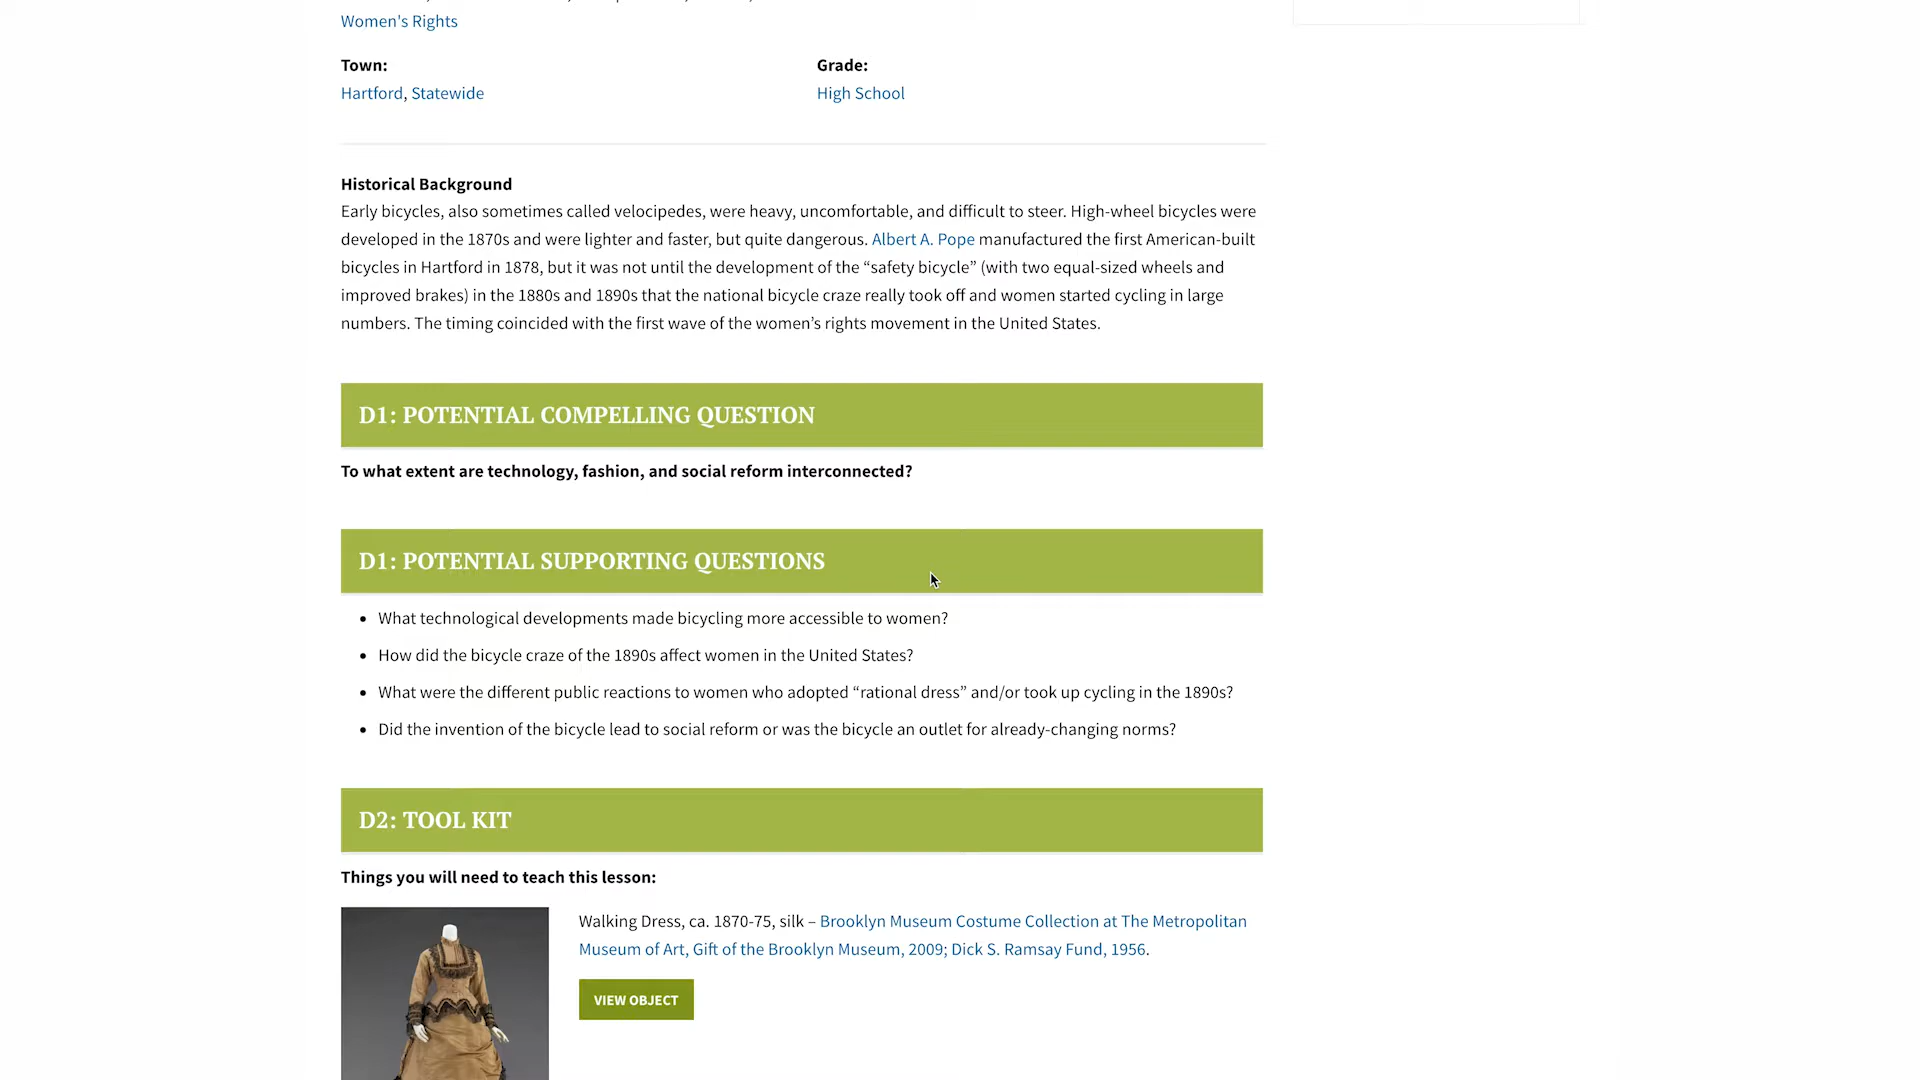 Women's Rights
Town:
Hartford, Statewide
Grade:
High School
Historical Background
Early bicycles, also sometimes called velocipedes, were heavy, uncomfortable, and difficult to steer. High-wheel bicycles were
developed in the 1870s and were lighter and faster, but quite dangerous. Albert A. Pope manufactured the first American-built
bicycles in Hartford in 1878, but it was not until the development of the “safety bicycle” (with two equal-sized wheels and
improved brakes) in the 1880s and 1890s that the national bicycle craze really took off and women started cycling in large
numbers. The timing coincided with the first wave of the women’s rights movement in the United States.
D1: POTENTIAL COMPELLING QUESTION
To what extent are technology, fashion, and social reform interconnected?
D1: POTENTIAL SUPPORTING QUESTIONS
• What technological developments made bicycling more accessible to women?
• How did the bicycle craze of the 1890s affect women in the United States?
• What were the different public reactions to women who adopted “rational dress” and/or took up cycling in the 1890s?
• Did the invention of the bicycle lead to social reform or was the bicycle an outlet for already-changing norms?
D2: TOOL KIT
Things you will need to teach this lesson:
Walking Dress, ca. 1870-75, silk – Brooklyn Museum Costume Collection at The Metropolitan
Museum of Art, Gift of the Brooklyn Museum, 2009; Dick S. Ramsay Fund, 1956.
VIEW OBJECT